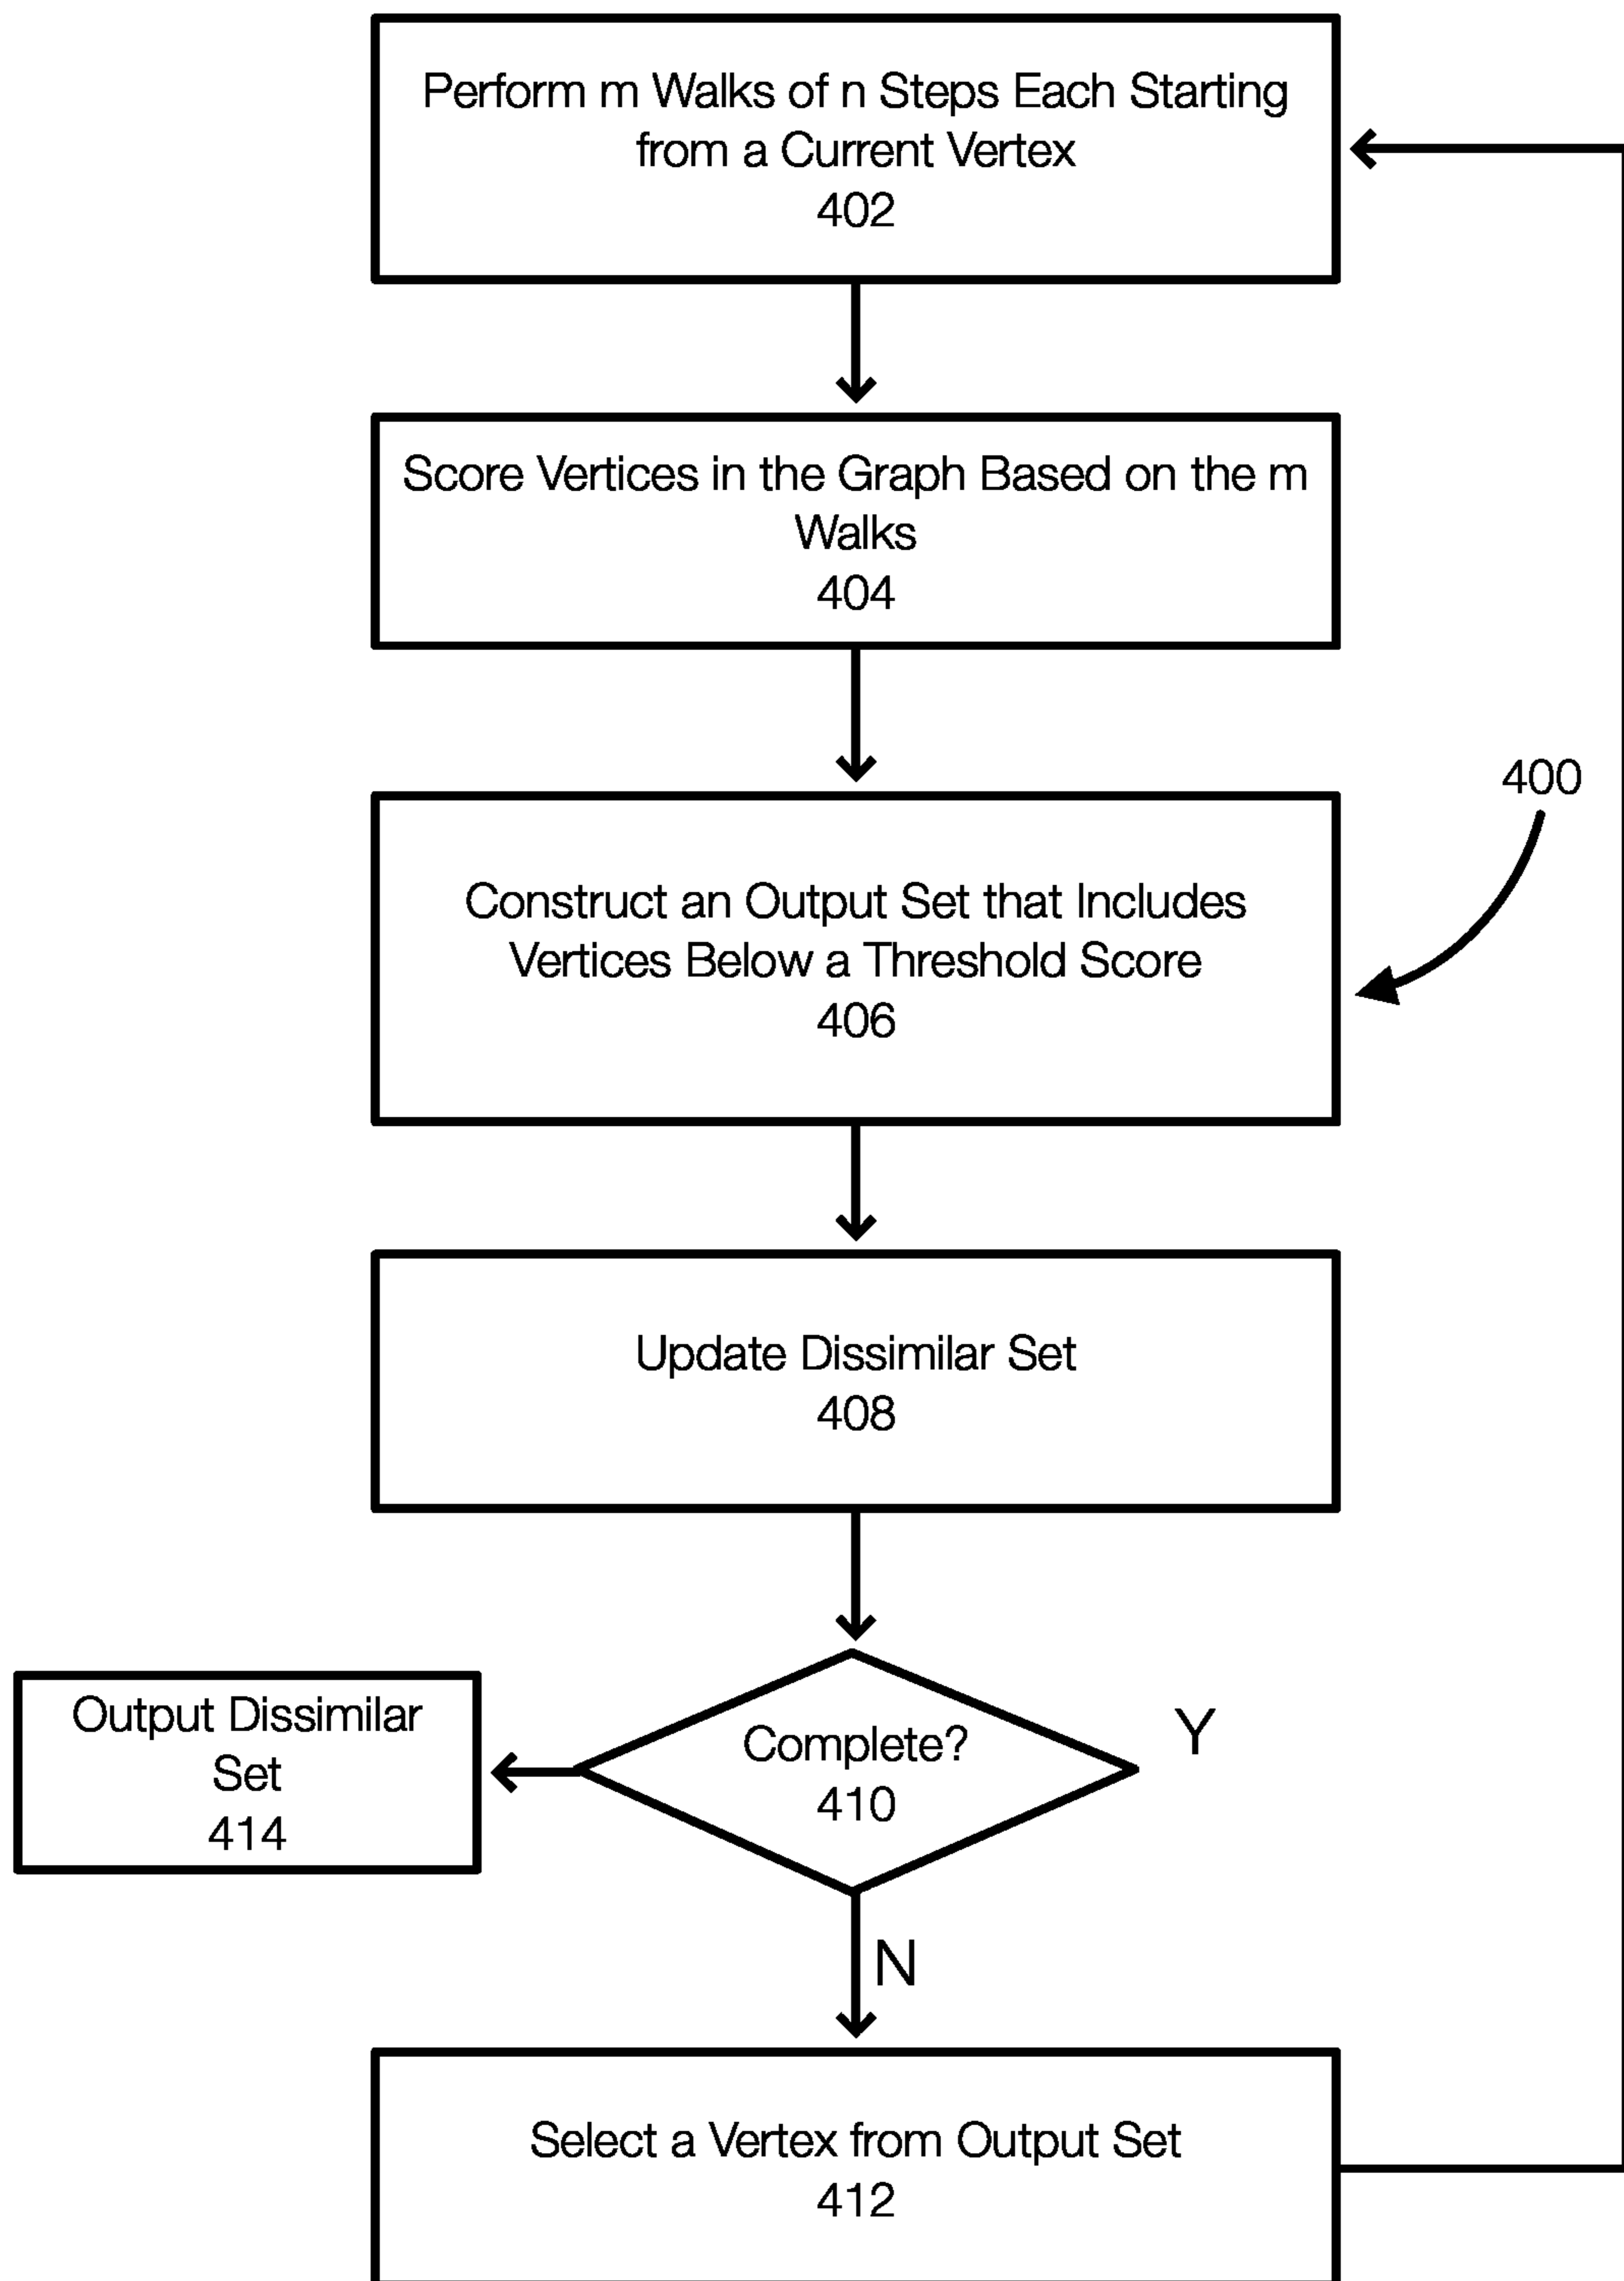 Perform m Walks of n Steps Each Starting
from a Current Vertex
402
Score Vertices in the Graph Based on the m
Walks
404
400
Construct an Output Set that Includes
Vertices Below a Threshold Score
406
Update Dissimilar Set
408
Output Dissimilar
Set
414
Complete?
410
Y
N
Select a Vertex from Output Set
412